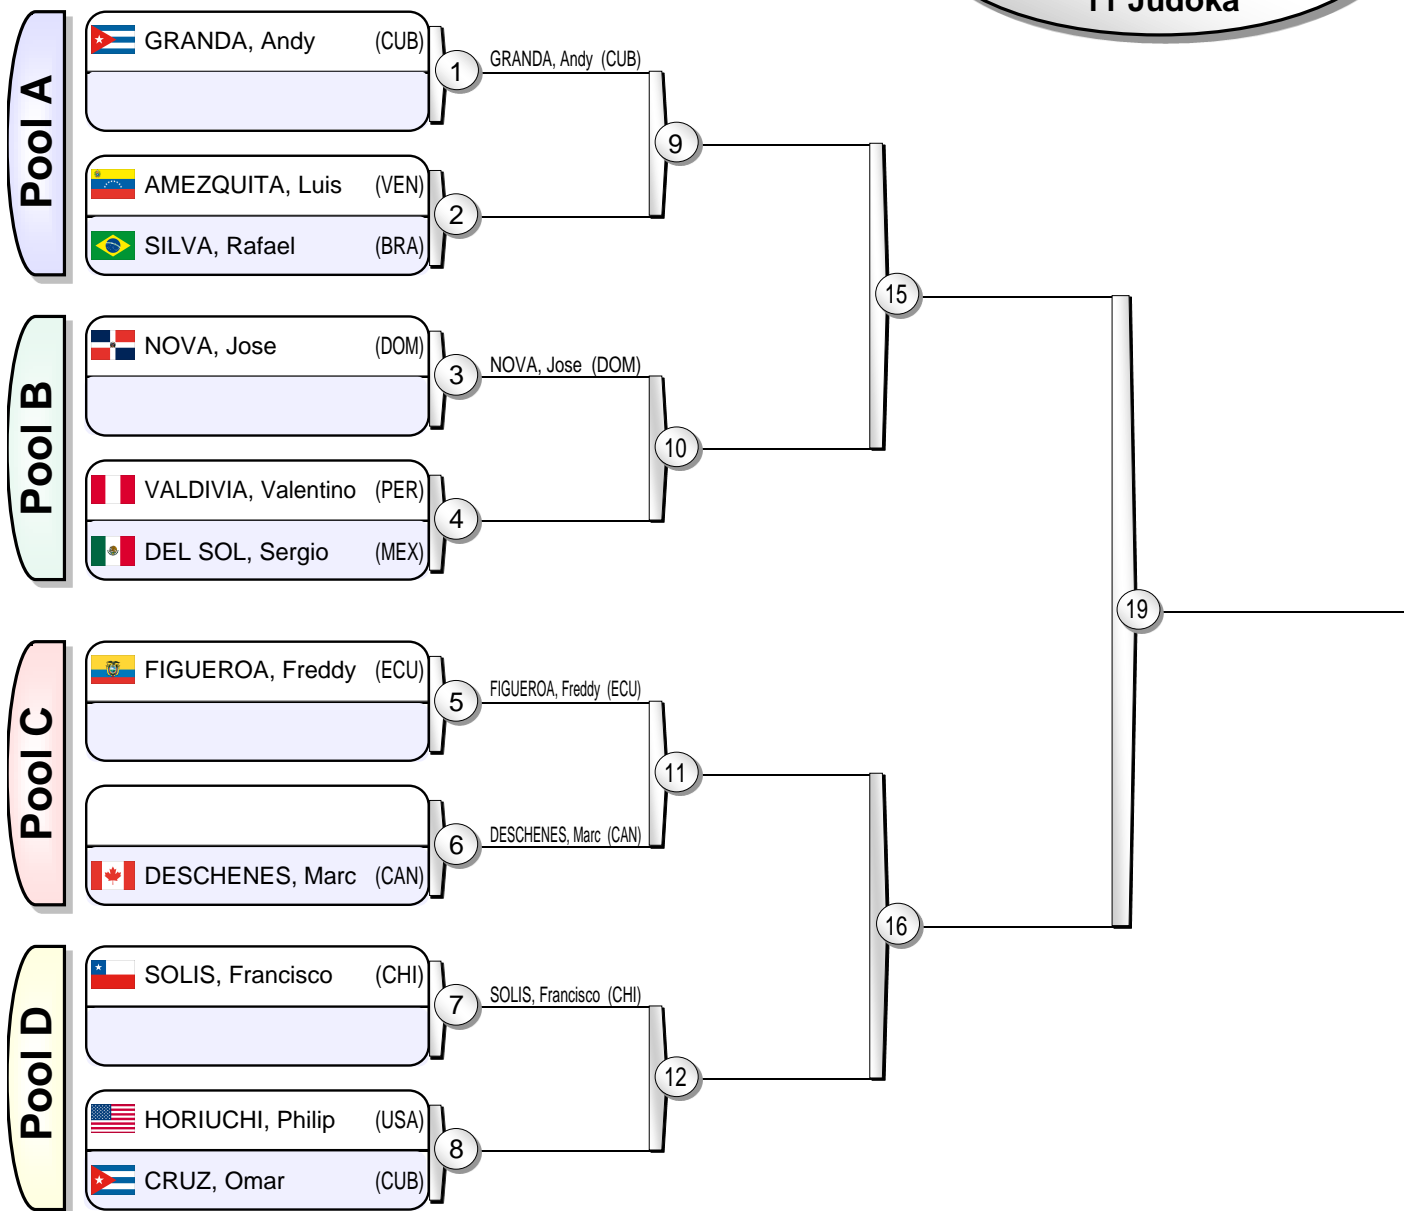 11 Judoka
Pool A
GRANDA, Andy (CUB)
1
GRANDA, Andy (CUB)
9
AMEZQUITA, Luis (VEN)
2
SILVA, Rafael (BRA)
15
Pool B
NOVA, Jose (DOM)
3
NOVA, Jose (DOM)
10
VALDIVIA, Valentino (PER)
4
DEL SOL, Sergio (MEX)
19
Pool C
FIGUEROA, Freddy (ECU)
5
FIGUEROA, Freddy (ECU)
11
6
DESCHENES, Marc (CAN)
DESCHENES, Marc (CAN)
16
Pool D
SOLIS, Francisco (CHI)
7
SOLIS, Francisco (CHI)
12
HORIUCHI, Philip (USA)
8
CRUZ, Omar (CUB)